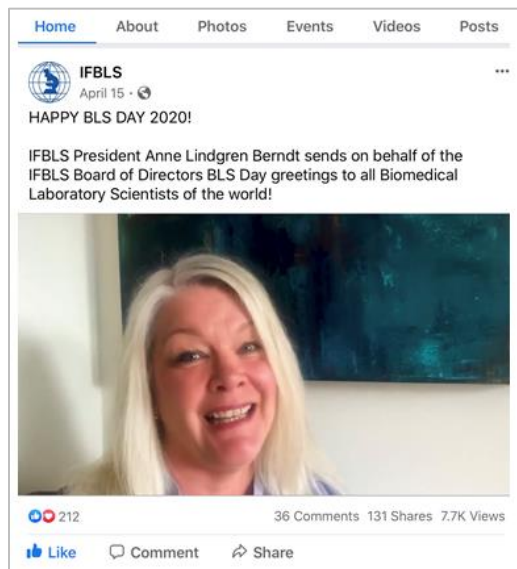 Home About Photos Events Videos Posts
IFBLS
April 15 ·
HAPPY BLS DAY 2020!
IFBLS President Anne Lindgren Berndt sends on behalf of the
IFBLS Board of Directors BLS Day greetings to all Biomedical
Laboratory Scientists of the world!
212 36 Comments 131 Shares 7.7K Views
Like Comment Share